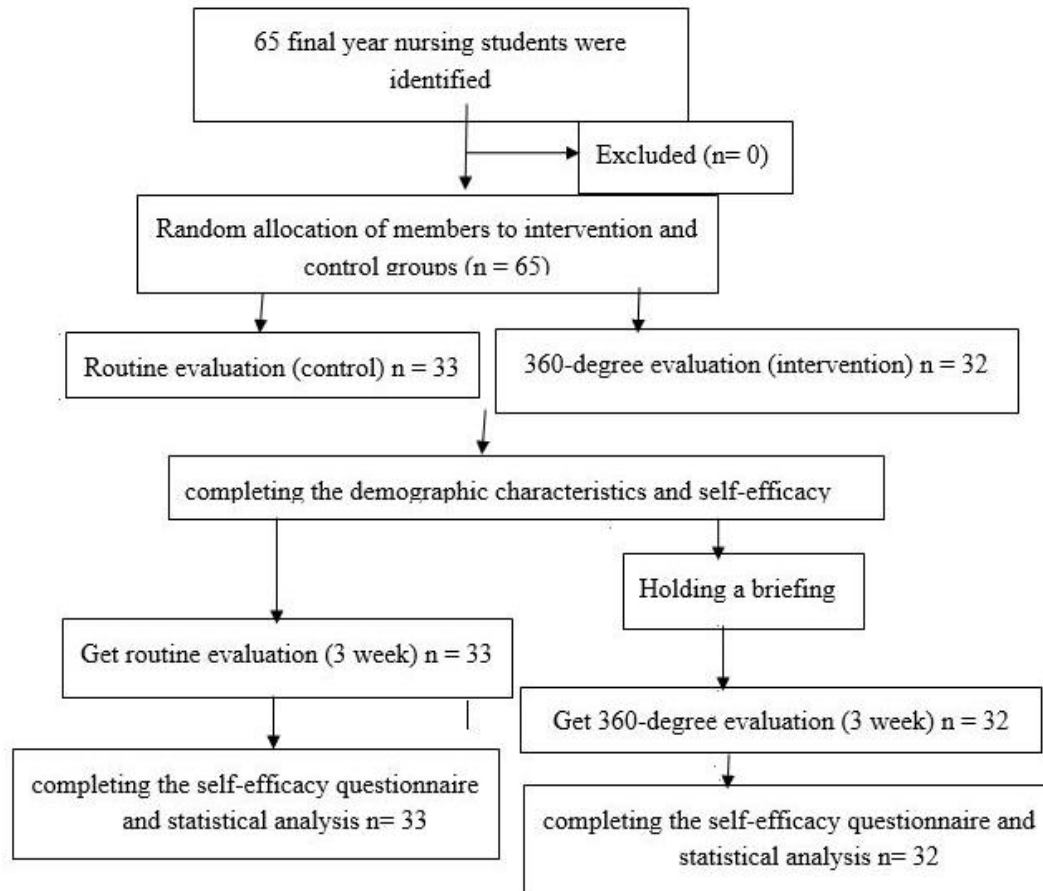 65 final year nursing students were
identified
Excluded (n= 0)
Random allocation of members to intervention and
control groups (n = 65)
Routine evaluation (control) n = 33
360-degree evaluation (intervention) n = 32
completing the demographic characteristics and self-efficacy
Holding a briefing
Get routine evaluation (3 week) n = 33
Get 360-degree evaluation (3 week) n = 32
completing the self-efficacy questionnaire
and statistical analysis n= 33
completing the self-efficacy questionnaire and
statistical analysis n= 32